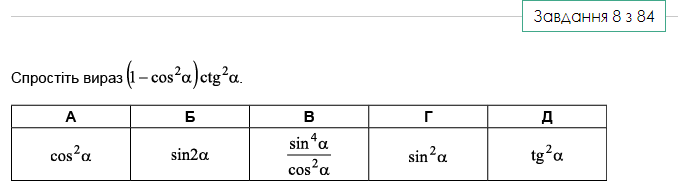 Завдання 8 з 84
Спростіть вираз (1 − cos²α)ctg²α.
А Б В Г Д
cos²α sin2α sin⁴α/cos²α sin²α tg²α